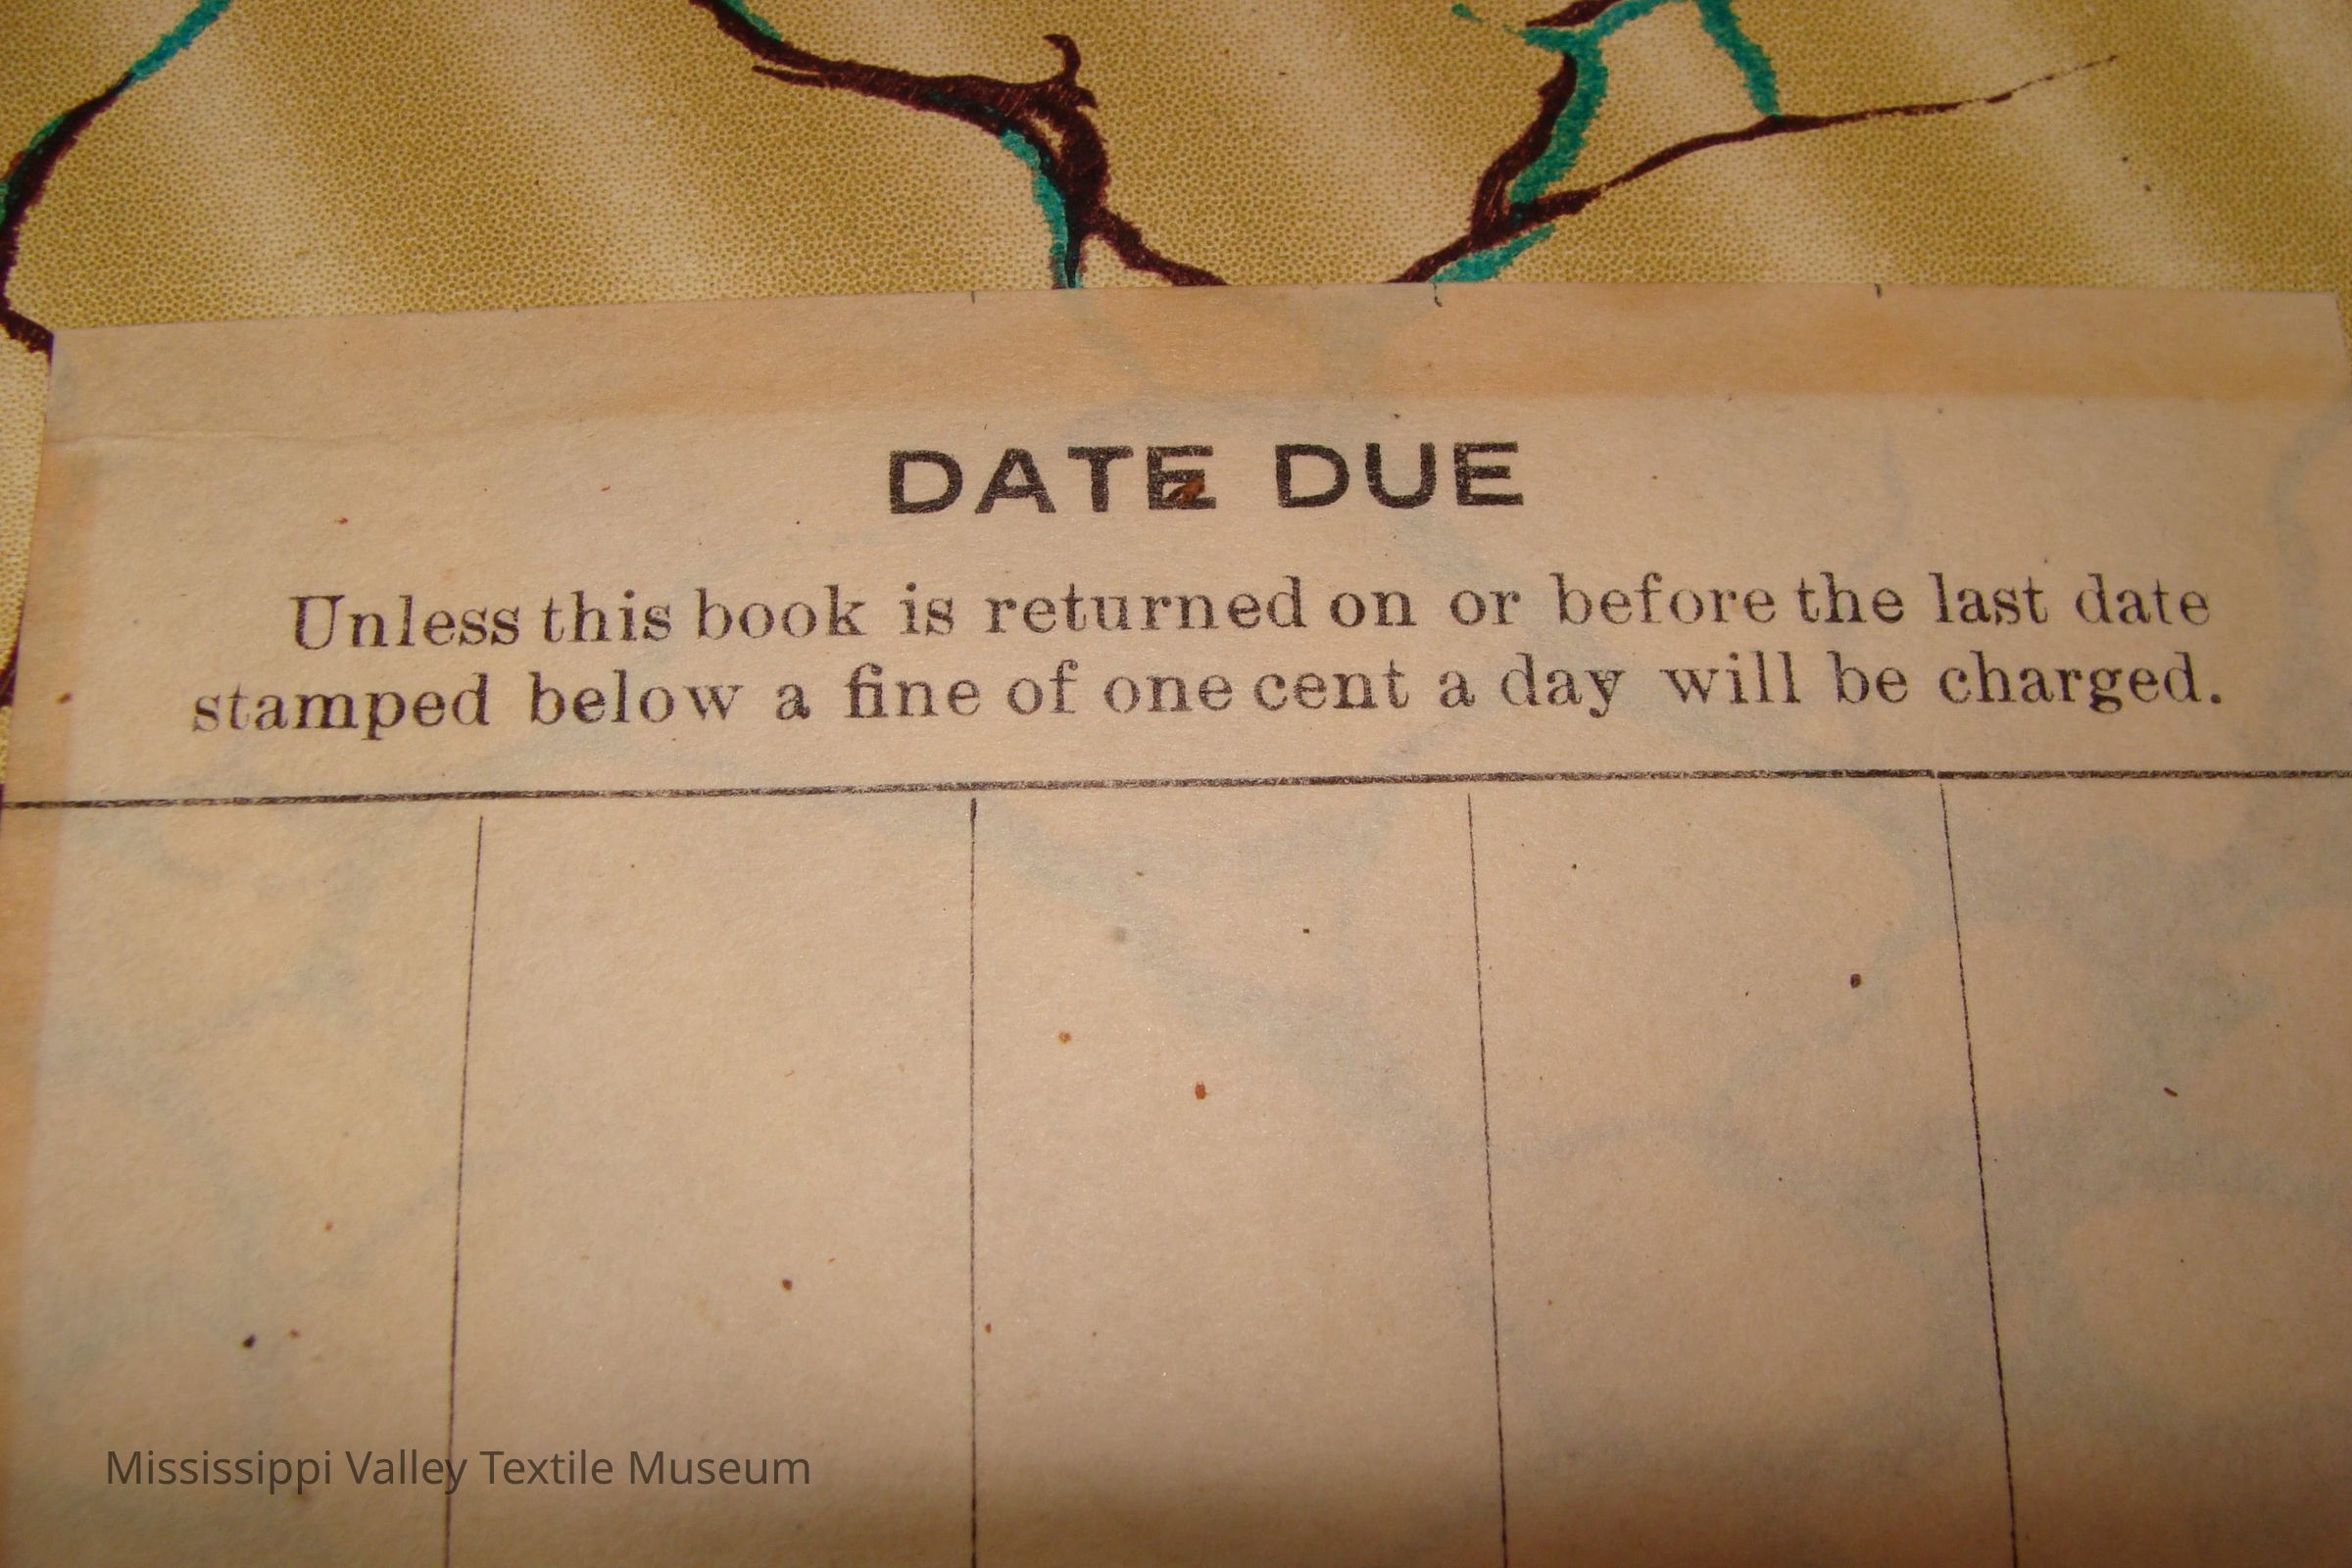 DATE DUE
Unless this book is returned on or before the last date
stamped below a fine of one cent a day will be charged.
Mississippi Valley Textile Museum